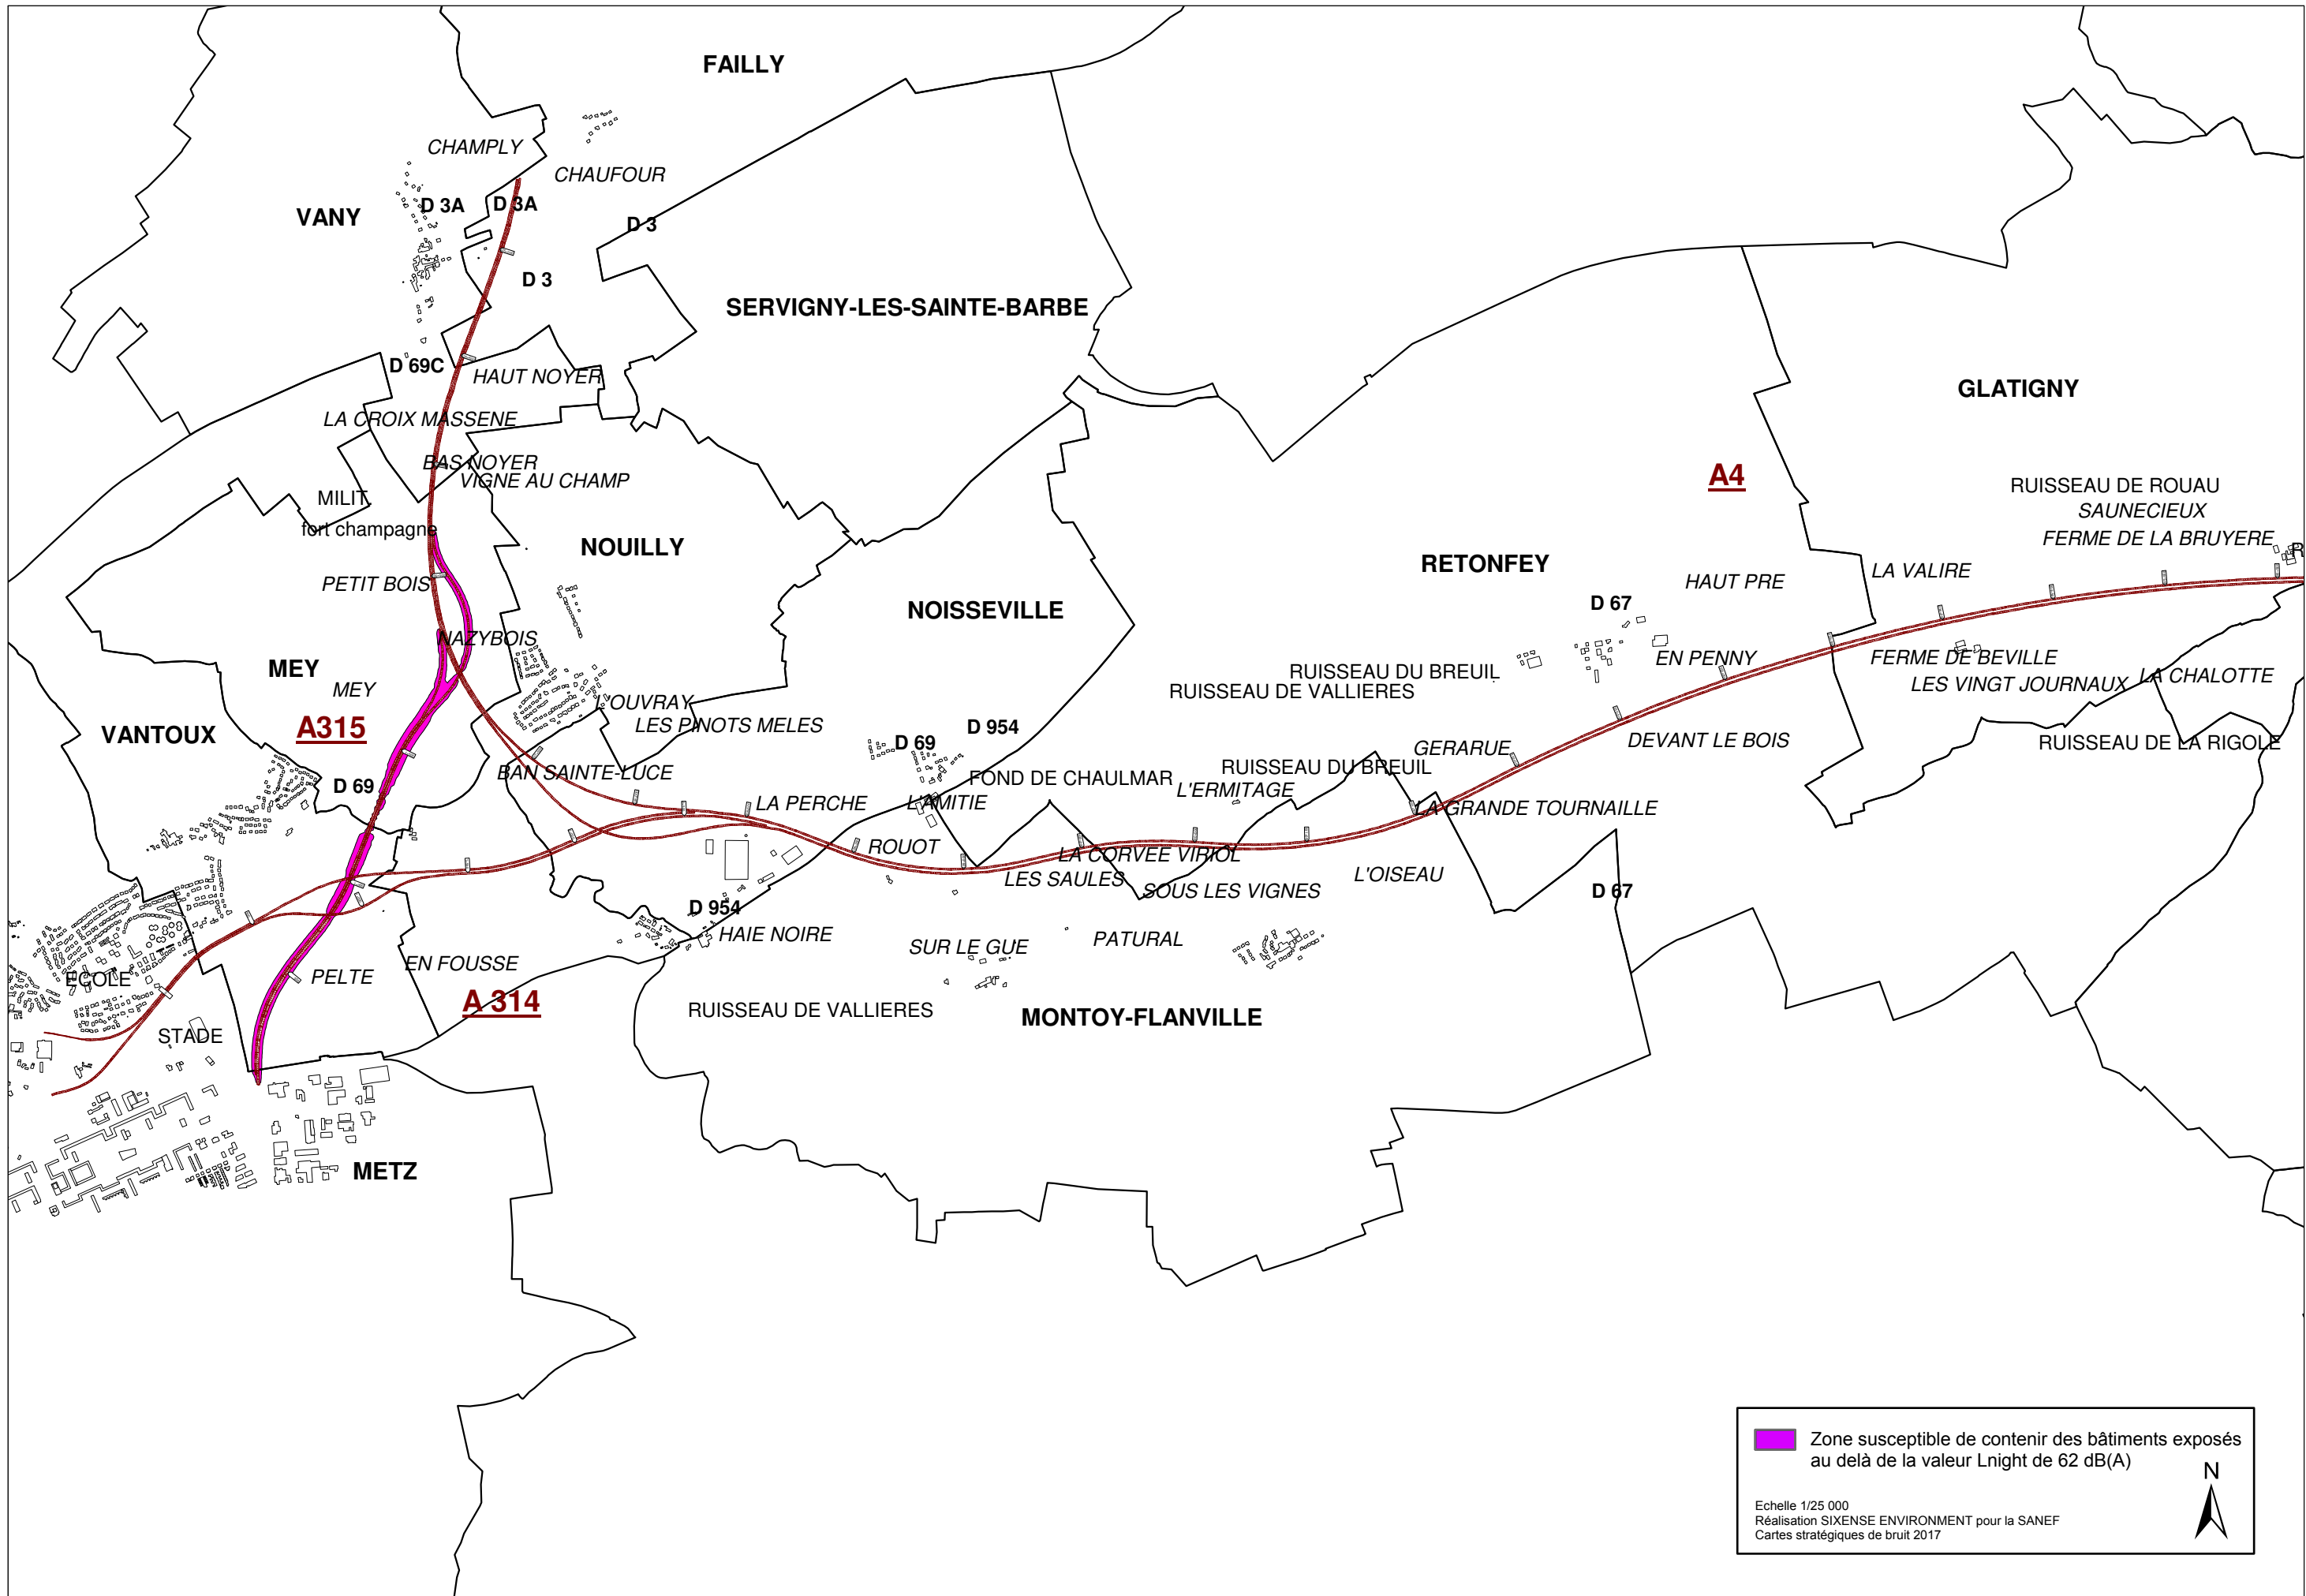 FAILLY
CHAMPLY
CHAUFOUR
VANY
D 3A
D 3A
D 3
D 3
SERVIGNY-LES-SAINTE-BARBE
D 69C
HAUT NOYER
GLATIGNY
LA CROIX MASSENE
BAS NOYER
VIGNE AU CHAMP
A4
MILIT
fort champagne
RUISSEAU DE ROUAU
SAUNECIEUX
FERME DE LA BRUYERE
R
NOUILLY
RETONFEY
PETIT BOIS
HAUT PRE
LA VALIRE
NOISSEVILLE
D 67
NAZYBOIS
MEY
MEY
RUISSEAU DU BREUIL
RUISSEAU DE VALLIERES
EN PENNY
FERME DE BEVILLE
LES VINGT JOURNAUX
LA CHALOTTE
VANTOUX
A315
L'OUVRAY
LES PINOTS MELES
D 69
D 954
GERARUE
DEVANT LE BOIS
RUISSEAU DE LA RIGOLE
BAN SAINTE-LUCE
D 69
FOND DE CHAULMAR
RUISSEAU DU BREUIL
L'ERMITAGE
LA PERCHE
L'AMITIE
LA GRANDE TOURNAILLE
ROUOT
LA CORVEE VIRIOL
LES SAULES
SOUS LES VIGNES
L'OISEAU
D 67
D 954
HAIE NOIRE
SUR LE GUE
PATURAL
ECOLE
PELTE
EN FOUSSE
A 314
RUISSEAU DE VALLIERES
MONTOY-FLANVILLE
STADE
METZ
Zone susceptible de contenir des bâtiments exposés
au delà de la valeur Lnight de 62 dB(A)
N
Echelle 1/25 000
Réalisation SIXENSE ENVIRONMENT pour la SANEF
Cartes stratégiques de bruit 2017